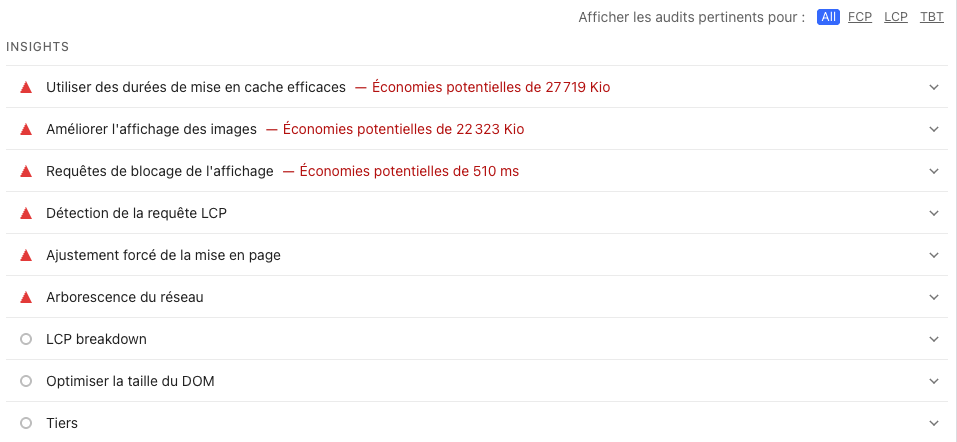 Afficher les audits pertinents pour : All FCP LCP TBT
INSIGHTS
Utiliser des durées de mise en cache efficaces — Économies potentielles de 27 719 Kio
Améliorer l'affichage des images — Économies potentielles de 22 323 Kio
Requêtes de blocage de l'affichage — Économies potentielles de 510 ms
Détection de la requête LCP
Ajustement forcé de la mise en page
Arborescence du réseau
LCP breakdown
Optimiser la taille du DOM
Tiers